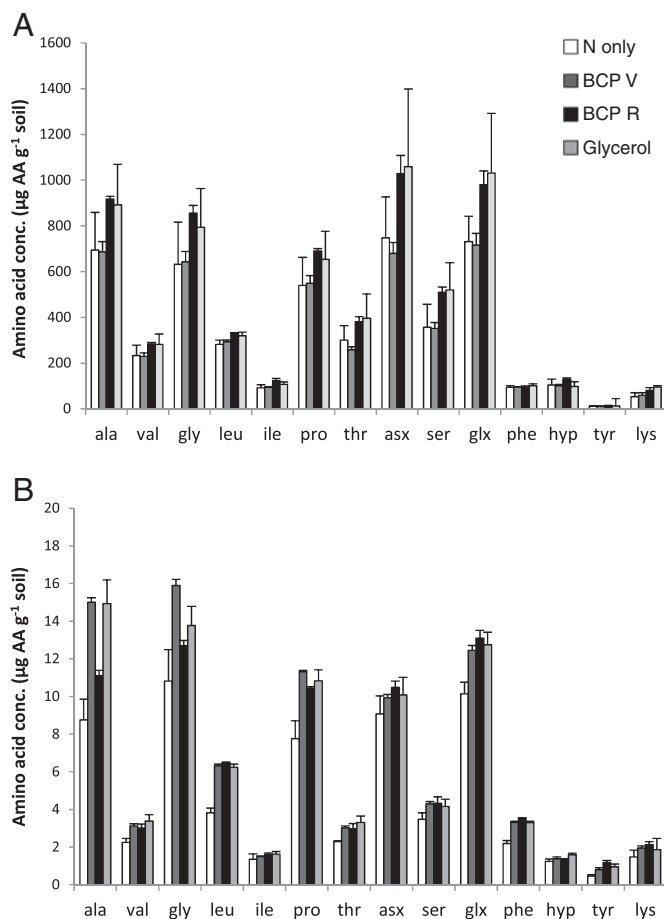 A
Amino acid conc. (µg AA g⁻¹ soil)
1600
1400
1200
1000
800
600
400
200
0
N only
BCP V
BCP R
Glycerol
ala val gly leu ile pro thr asx ser glx phe hyp tyr lys
B
Amino acid conc. (µg AA g⁻¹ soil)
20
18
16
14
12
10
8
6
4
2
0
ala val gly leu ile pro thr asx ser glx phe hyp tyr lys